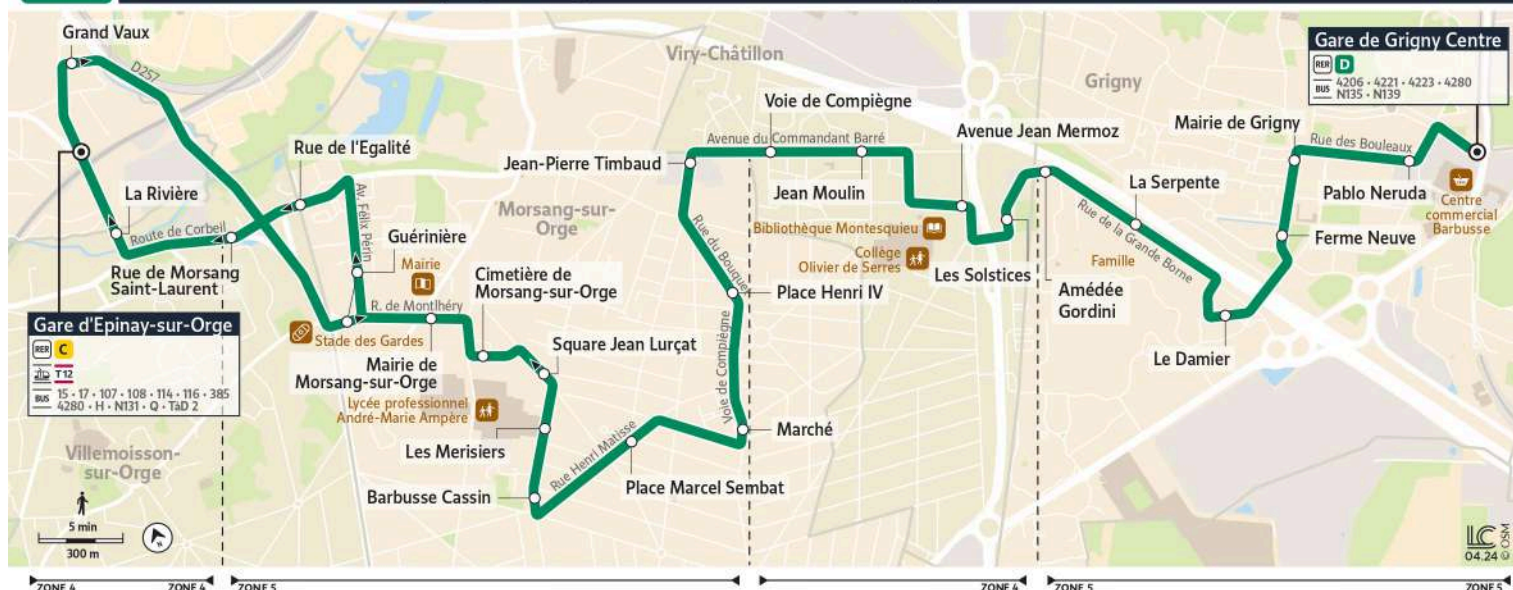 Grand Vaux
D257
Viry-Châtillon
Grigny
Gare de Grigny Centre
RER D
BUS 4206 • 4221 • 4223 • 4280
N135 • N139
Voie de Compiègne
Avenue du Commandant Barré
Avenue Jean Mermoz
Mairie de Grigny
Rue des Bouleaux
Rue de l'Egalité
Jean-Pierre Timbaud
Jean Moulin
La Serpente
Pablo Neruda
Centre
commercial
Barbusse
La Rivière
Route de Corbeil
Av. Félix Périn
Morsang-sur-
Orge
Guérinière
Mairie
Bibliothèque Montesquieu
Collège
Olivier de Serres
Rue de la Grande Borne
Famille
Ferme Neuve
Rue de Morsang
Saint-Laurent
Cimetière de
Morsang-sur-Orge
Rue du Bouquet
Place Henri IV
Les Solstices
Amédée
Gordini
R. de Montlhéry
Gare d'Epinay-sur-Orge
RER C
T12
BUS 15 • 17 • 107 • 108 • 114 • 116 • 385
4280 • H • N131 • Q • TàD 2
Stade des Gardes
Mairie de
Morsang-sur-Orge
Square Jean Lurçat
Voie de Compiègne
Le Damier
Lycée professionnel
André-Marie Ampère
Les Merisiers
Rue Henri Matisse
Marché
Villemoisson-
sur-Orge
Barbusse Cassin
Place Marcel Sembat
5 min
300 m
LC
04.24 © OSM
ZONE 4 ZONE 4 ZONE 5 ZONE 4 ZONE 5 ZONE 5